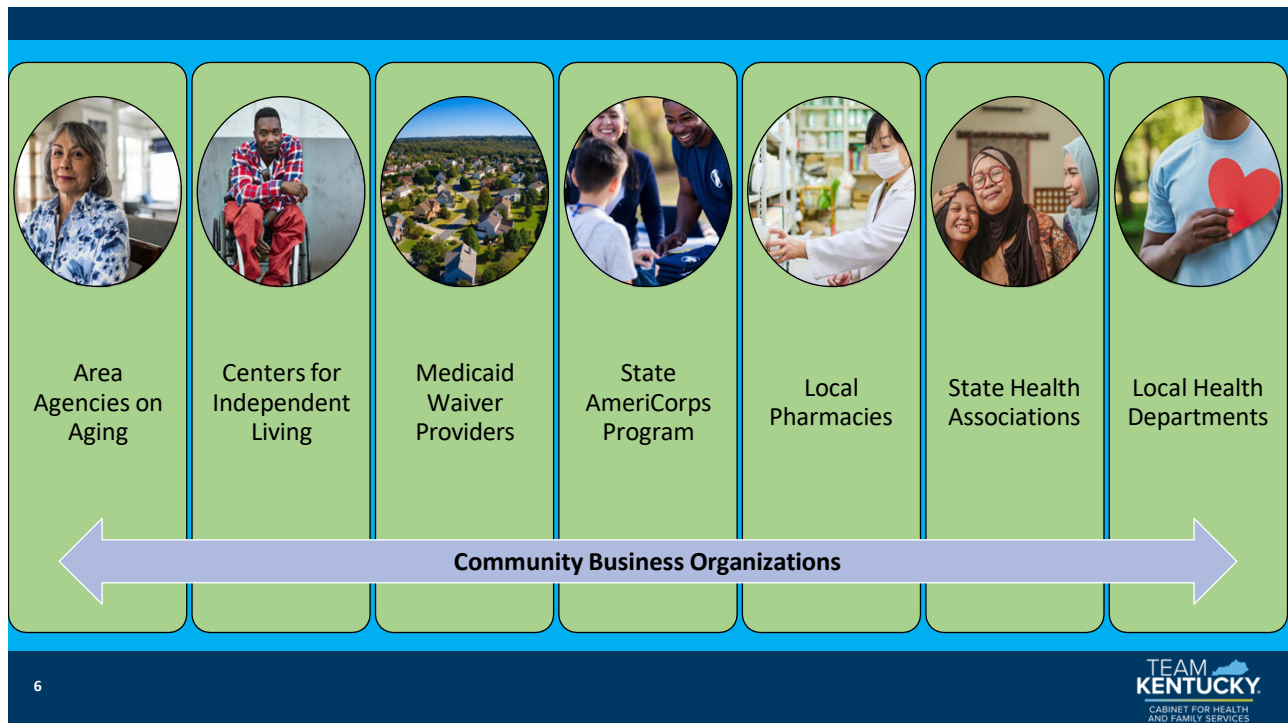 Area
Agencies on
Aging
Centers for
Independent
Living
Medicaid
Waiver
Providers
State
AmeriCorps
Program
Local
Pharmacies
State Health
Associations
Local Health
Departments
Community Business Organizations
6
TEAM
KENTUCKY.
CABINET FOR HEALTH
AND FAMILY SERVICES